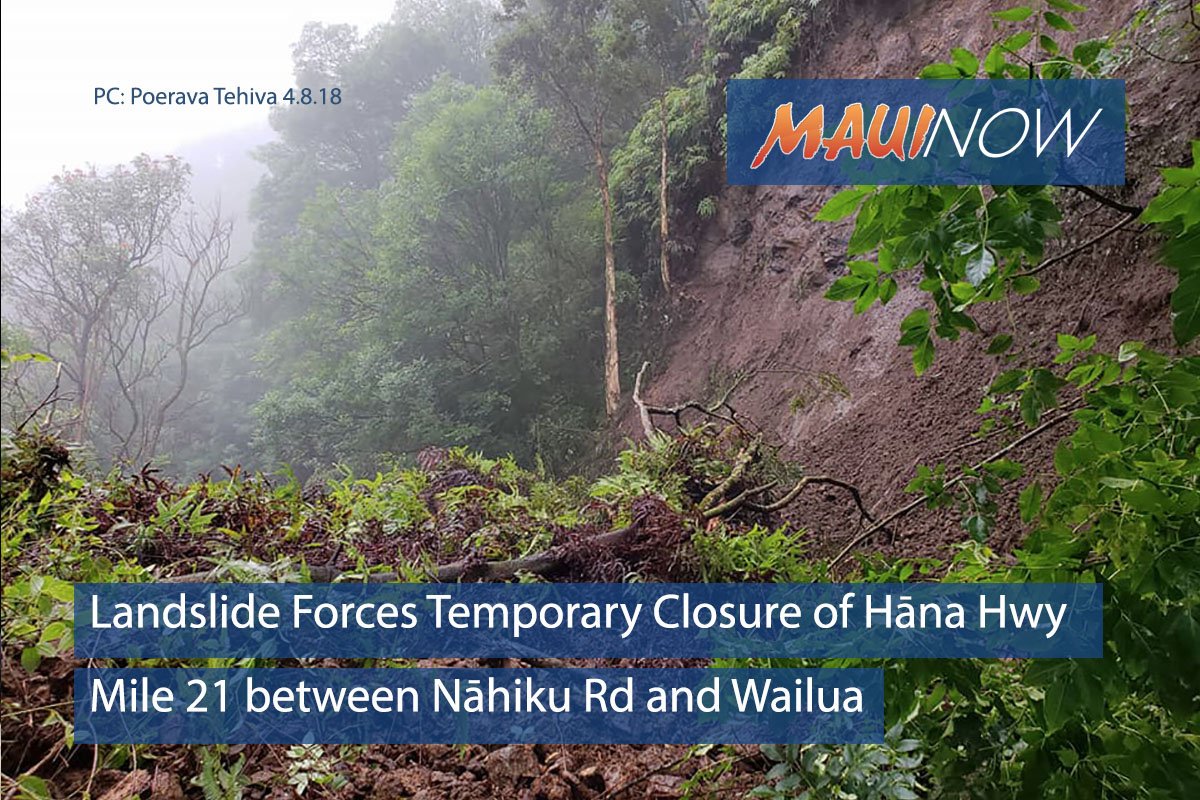 PC: Poerava Tehiva 4.8.18
MAUINOW
Landslide Forces Temporary Closure of Hāna Hwy
Mile 21 between Nāhiku Rd and Wailua